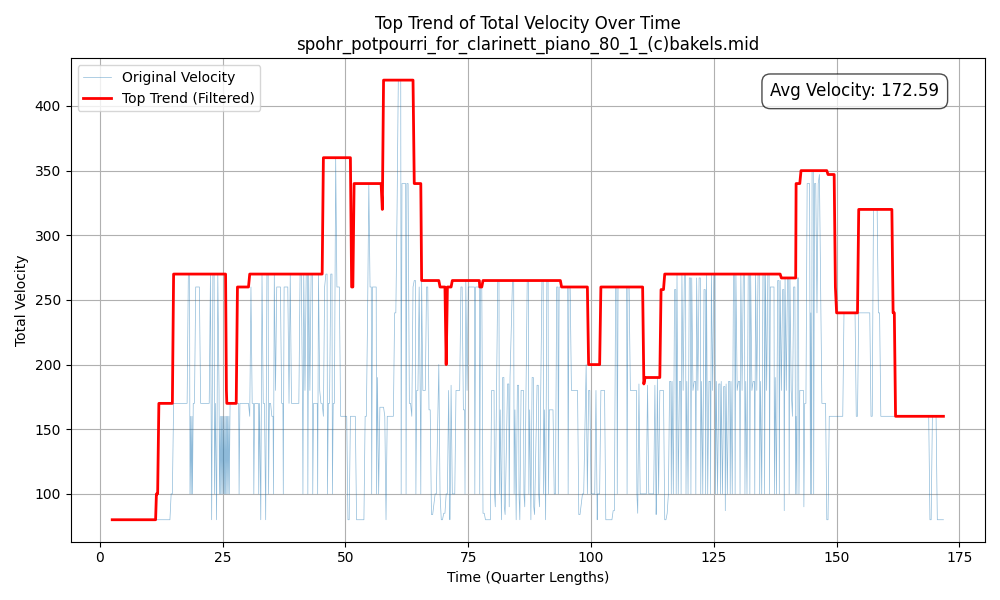 Top Trend of Total Velocity Over Time
spohr_potpourri_for_clarinett_piano_80_1_(c)bakels.mid
Original Velocity
Top Trend (Filtered)
Avg Velocity: 172.59
Total Velocity
400
350
300
250
200
150
100
0 25 50 75 100 125 150 175
Time (Quarter Lengths)